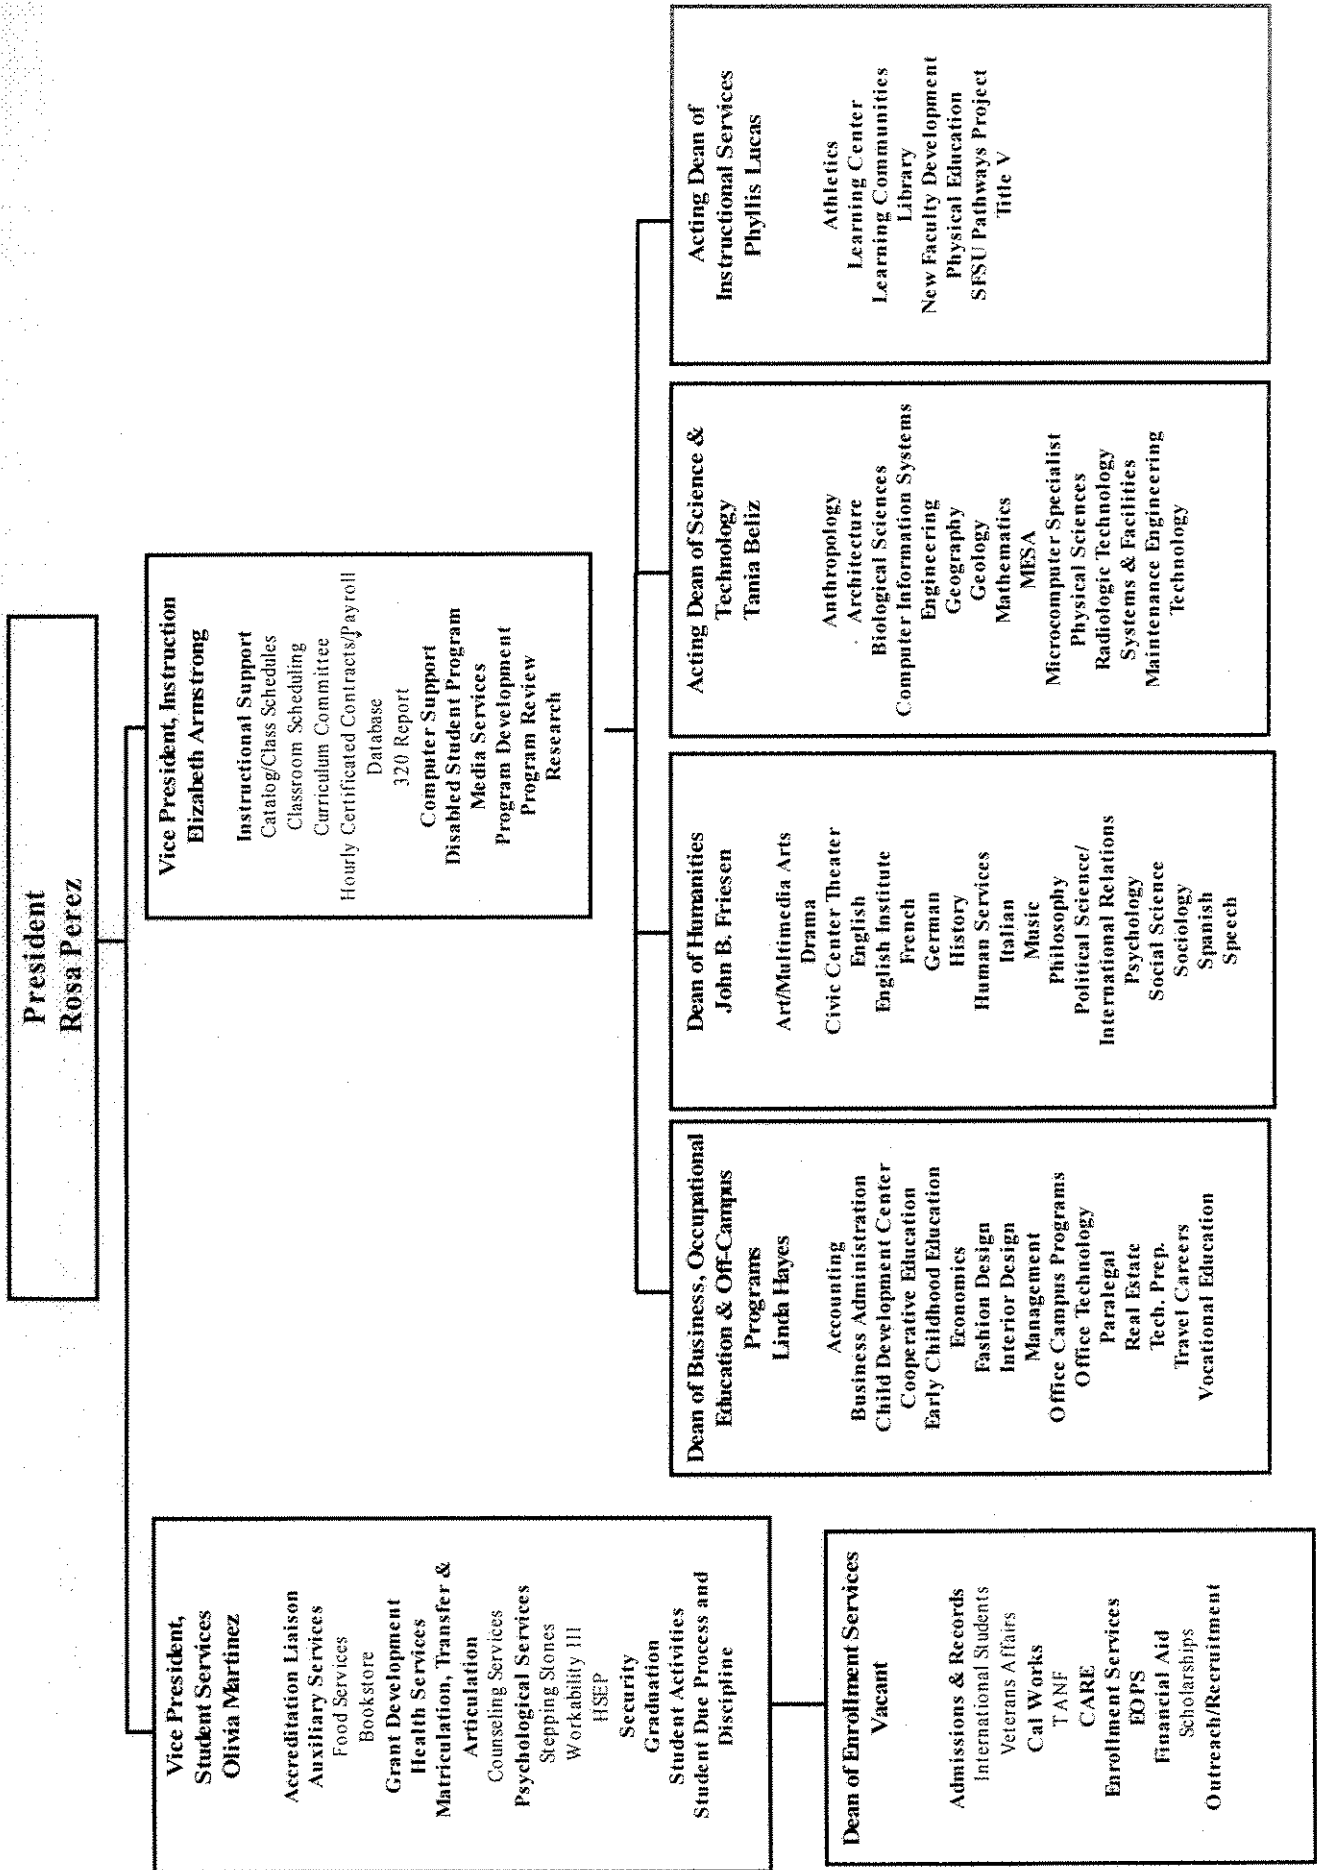 President
Rosa Perez
Vice President,
Student Services
Olivia Martinez
Accreditation Liaison
Auxiliary Services
Food Services
Bookstore
Grant Development
Health Services
Matriculation, Transfer &
Articulation
Counseling Services
Psychological Services
Stepping Stones
Workability III
HSEP
Security
Graduation
Student Activities
Student Due Process and
Discipline
Dean of Enrollment Services
Vacant
Admissions & Records
International Students
Veterans Affairs
Cal Works
TANF
CARE
Enrollment Services
EOPS
Financial Aid
Scholarships
Outreach/Recruitment
Vice President, Instruction
Elizabeth Armstrong
Instructional Support
Catalog/Class Schedules
Classroom Scheduling
Curriculum Committee
Hourly Certificated Contracts/Payroll
Database
320 Report
Computer Support
Disabled Student Program
Media Services
Program Development
Program Review
Research
Dean of Business, Occupational
Education & Off-Campus
Programs
Linda Hayes
Accounting
Business Administration
Child Development Center
Cooperative Education
Early Childhood Education
Economics
Fashion Design
Interior Design
Management
Office Campus Programs
Office Technology
Paralegal
Real Estate
Tech. Prep.
Travel Careers
Vocational Education
Dean of Humanities
John B. Friesen
Art/Multimedia Arts
Drama
Civic Center Theater
English
English Institute
French
German
History
Human Services
Italian
Music
Philosophy
Political Science/
International Relations
Psychology
Social Science
Sociology
Spanish
Speech
Acting Dean of Science &
Technology
Tania Beliz
Anthropology
Architecture
Biological Sciences
Computer Information Systems
Engineering
Geography
Geology
Mathematics
MESA
Microcomputer Specialist
Physical Sciences
Radiologic Technology
Systems & Facilities
Maintenance Engineering
Technology
Acting Dean of
Instructional Services
Phyllis Lucas
Athletics
Learning Center
Learning Communities
Library
New Faculty Development
Physical Education
SFSU Pathways Project
Title V